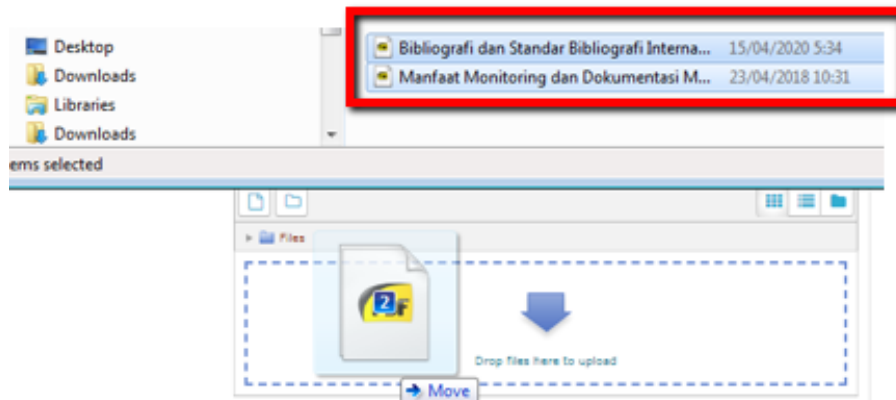 Desktop
Downloads
Libraries
Downloads
Bibliografi dan Standar Bibliografi Interna... 15/04/2020 5:34
Manfaat Monitoring dan Dokumentasi M... 23/04/2018 10:31
ems selected
Files
2
Drop files here to upload
Move